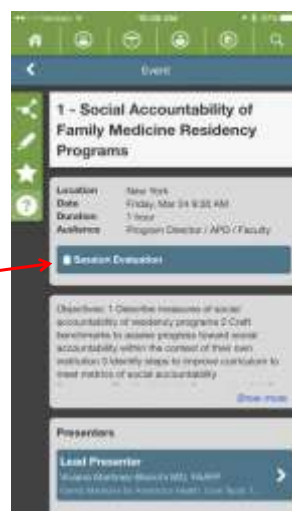 Event
1 - Social Accountability of
Family Medicine Residency
Programs
Location New York
Date Friday, Mar 24 AM
Duration 1 hour
Audience Program Director / APD / Faculty
Session Evaluation
Objectives: 1 Describe measures of social
accountability of residency programs 2 Craft
benchmarks to assess progress toward social
accountability within the context of their own
institution 3 Identify steps to improve curriculum to
meet metrics of social accountability
Show more
Presenters
Lead Presenter
MD,